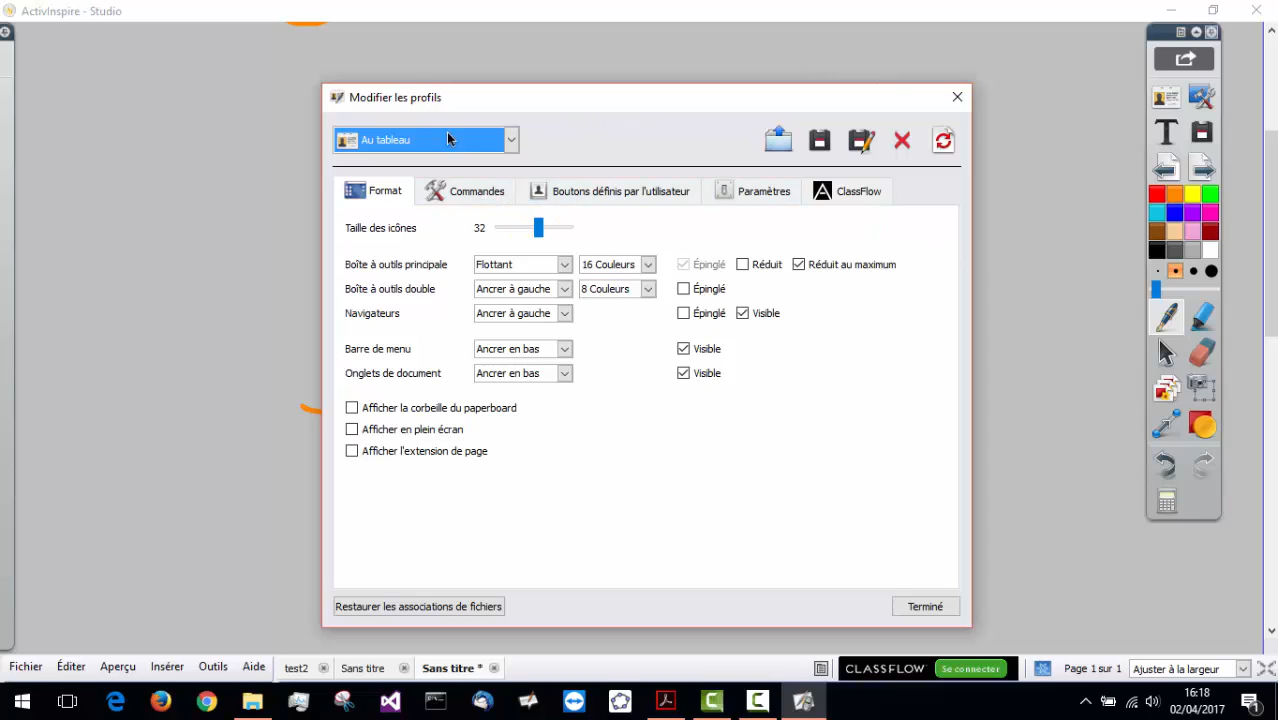 ActivInspire - Studio
Modifier les profils
Au tableau
Format
Commandes
Boutons définis par l'utilisateur
Paramètres
ClassFlow
Taille des icônes 32
Boîte à outils principale Flottant 16 Couleurs Épinglé Réduit Réduit au maximum
Boîte à outils double Ancrer à gauche 8 Couleurs Épinglé
Navigateurs Ancrer à gauche Épinglé Visible
Barre de menu Ancrer en bas Visible
Onglets de document Ancrer en bas Visible
Afficher la corbeille du paperboard
Afficher en plein écran
Afficher l'extension de page
Restaurer les associations de fichiers Terminé
Fichier Éditer Aperçu Insérer Outils Aide test2 Sans titre Sans titre * CLASSFLOW Se connecter Page 1 sur 1 Ajuster à la largeur
16:18
02/04/2017